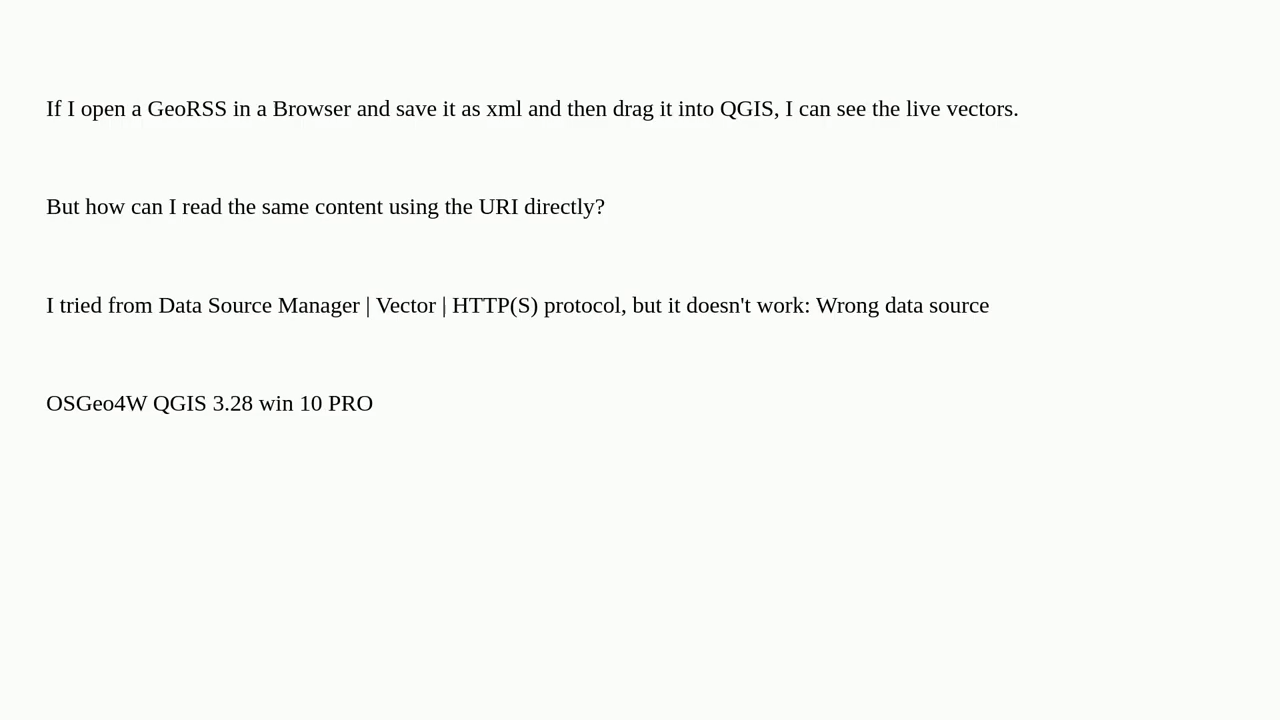 If I open a GeoRSS in a Browser and save it as xml and then drag it into QGIS, I can see the live vectors.
But how can I read the same content using the URI directly?
I tried from Data Source Manager | Vector | HTTP(S) protocol, but it doesn't work: Wrong data source
OSGeo4W QGIS 3.28 win 10 PRO